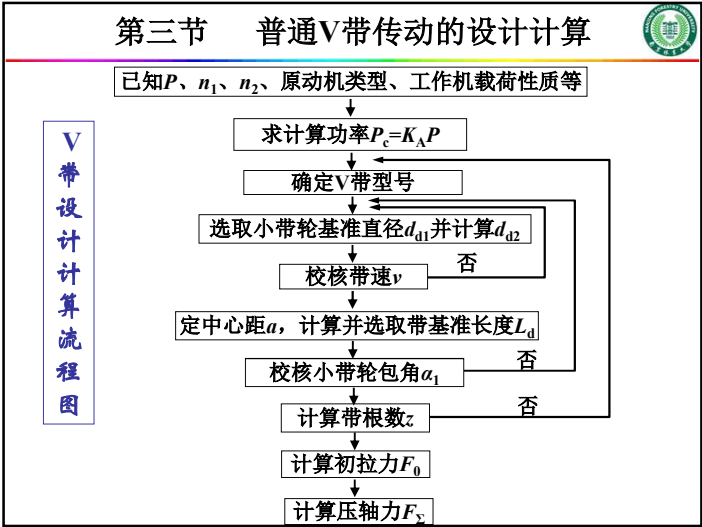 第三节 普通V带传动的设计计算
已知P、n1、n2、原动机类型、工作机载荷性质等
求计算功率Pc=KAP
V带设计计算流程图
确定V带型号
选取小带轮基准直径dd1并计算dd2
校核带速v
否
定中心距a，计算并选取带基准长度Ld
校核小带轮包角α1
否
计算带根数z
否
计算初拉力F0
计算压轴力FΣ